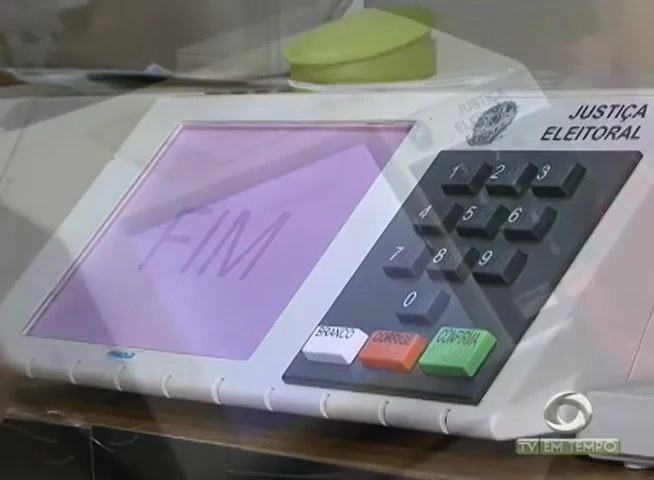 JUSTIÇA
ELEITORAL
JUSTIÇA
FIM
1 2 3
4 5 6
7 8 9
0
BRANCO CORRIGE CONFIRMA
TV EM TEMPO